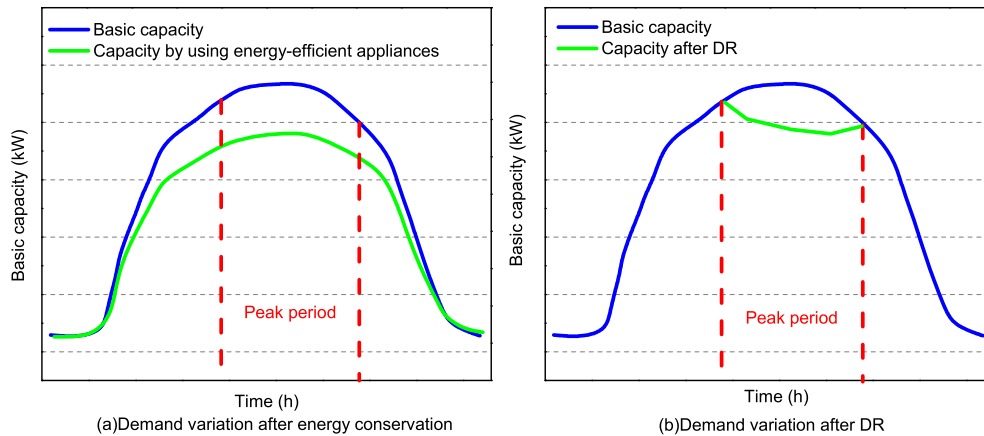 Basic capacity
Capacity by using energy-efficient appliances
Basic capacity (kW)
Peak period
Time (h)
(a)Demand variation after energy conservation
Basic capacity
Capacity after DR
Basic capacity (kW)
Peak period
Time (h)
(b)Demand variation after DR